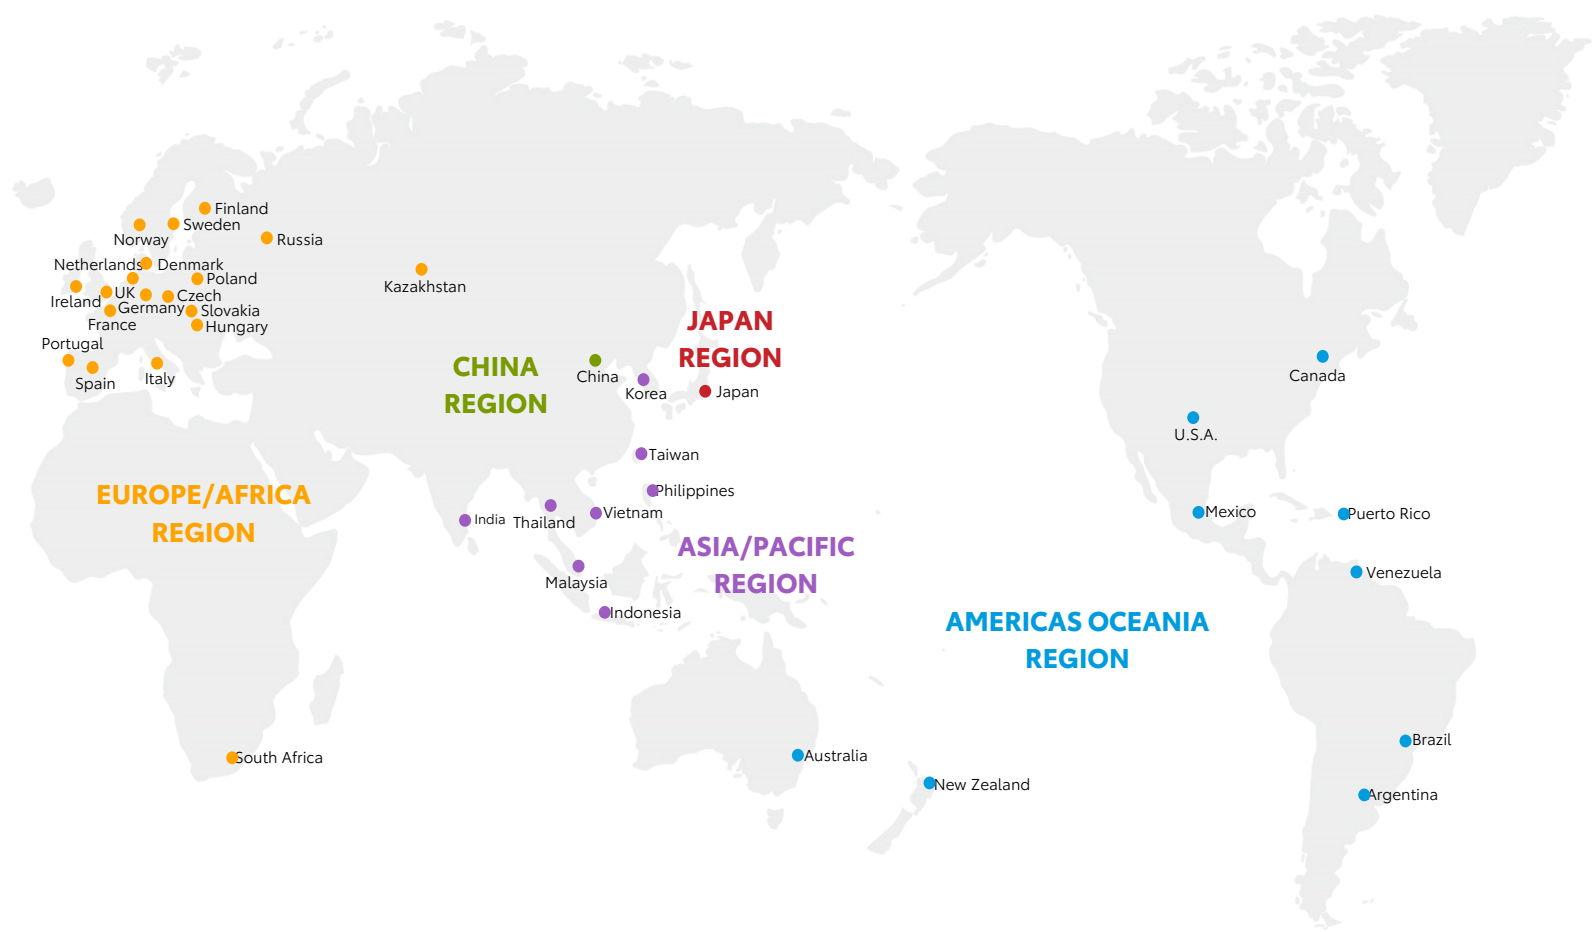 Finland
Sweden
Norway
Russia
Netherlands
Denmark
Poland
Kazakhstan
Ireland
UK
Czech
Germany
Slovakia
France
Hungary
Portugal
Spain
Italy
JAPAN
REGION
CHINA
REGION
China
Korea
Japan
Canada
U.S.A.
Taiwan
EUROPE/AFRICA
REGION
Philippines
India
Thailand
Vietnam
Mexico
Puerto Rico
ASIA/PACIFIC
REGION
Malaysia
Indonesia
Venezuela
AMERICAS OCEANIA
REGION
South Africa
Australia
New Zealand
Brazil
Argentina